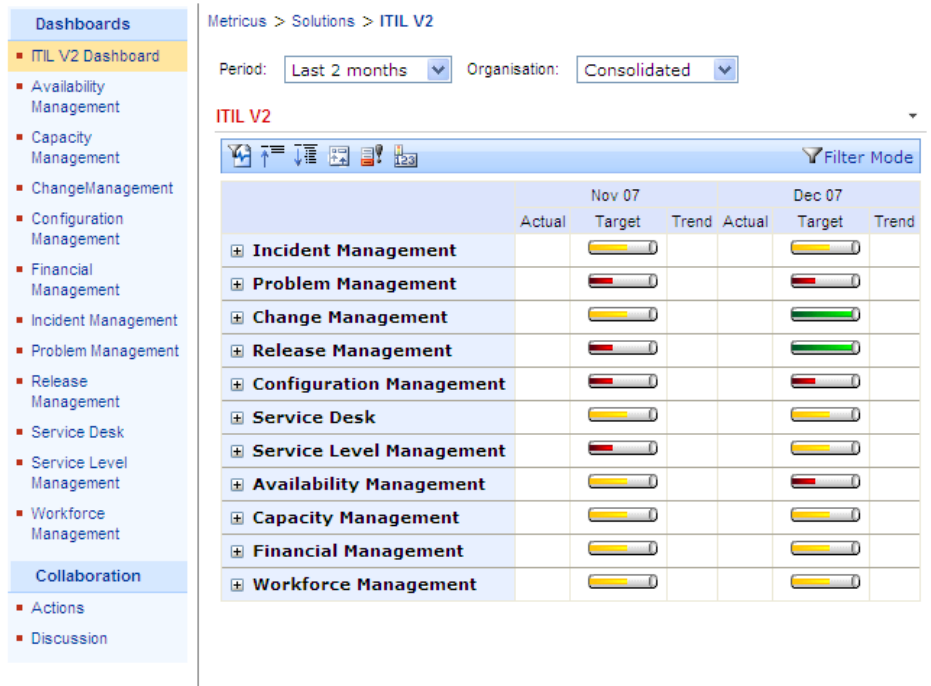 Dashboards
ITIL V2 Dashboard
Availability
Management
Capacity
Management
ChangeManagement
Configuration
Management
Financial
Management
Incident Management
Problem Management
Release
Management
Service Desk
Service Level
Management
Workforce
Management
Collaboration
Actions
Discussion
Metricus > Solutions > ITIL V2
Period: Last 2 months Organisation: Consolidated
ITIL V2
123 Filter Mode
Nov 07 Dec 07
Actual Target Trend Actual Target Trend
Incident Management
Problem Management
Change Management
Release Management
Configuration Management
Service Desk
Service Level Management
Availability Management
Capacity Management
Financial Management
Workforce Management